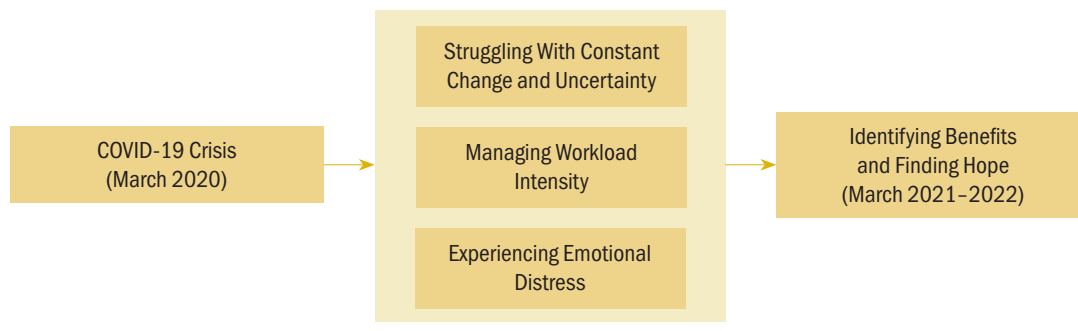 COVID-19 Crisis
(March 2020)
Struggling With Constant
Change and Uncertainty
Managing Workload
Intensity
Experiencing Emotional
Distress
Identifying Benefits
and Finding Hope
(March 2021–2022)